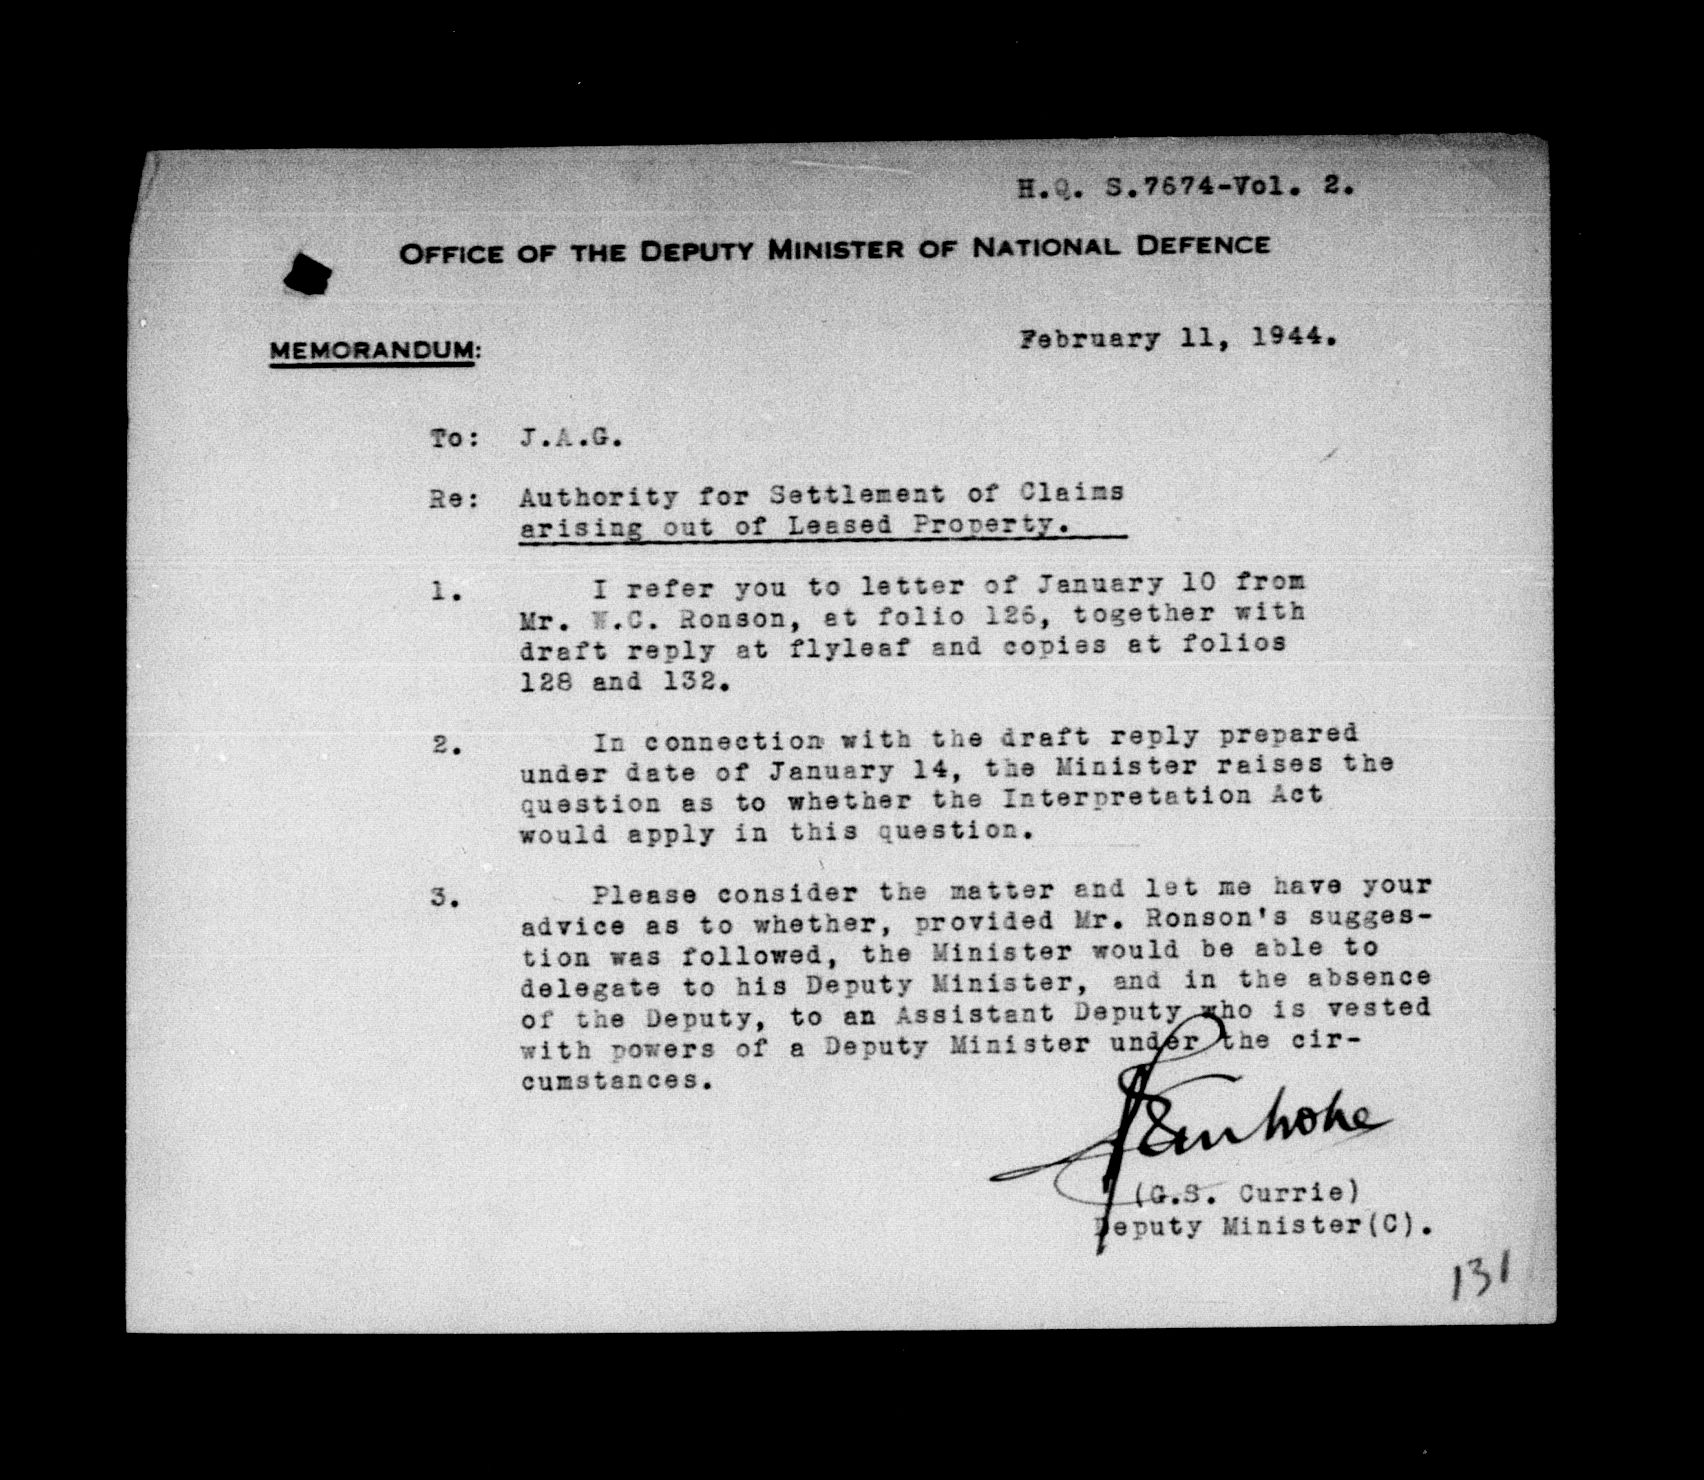 H.Q. S.7674-Vol. 2.
OFFICE OF THE DEPUTY MINISTER OF NATIONAL DEFENCE
MEMORANDUM:
February 11, 1944.
To: J.A.G.
Re: Authority for Settlement of Claims
arising out of Leased Property.
1. I refer you to letter of January 10 from
Mr. W.C. Ronson, at folio 126, together with
draft reply at flyleaf and copies at folios
128 and 132.
2. In connection with the draft reply prepared
under date of January 14, the Minister raises the
question as to whether the Interpretation Act
would apply in this question.
3. Please consider the matter and let me have your
advice as to whether, provided Mr. Ronson's sugges-
tion was followed, the Minister would be able to
delegate to his Deputy Minister, and in the absence
of the Deputy, to an Assistant Deputy who is vested
with powers of a Deputy Minister under the cir-
cumstances.
(G.S. Currie)
Deputy Minister(C).
131